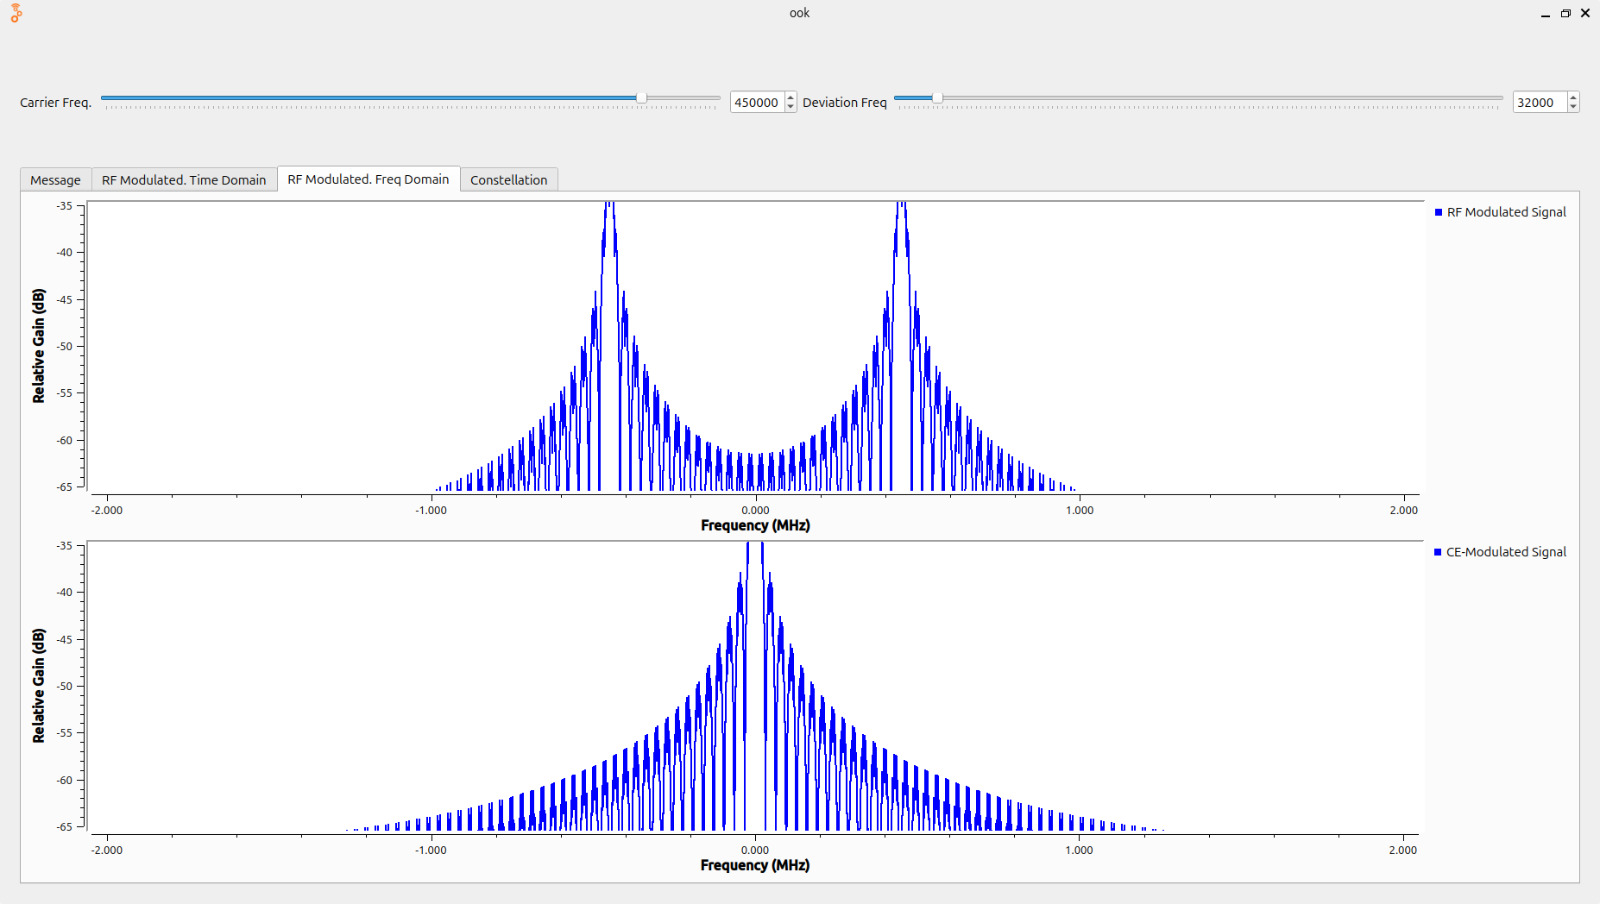 ook
Carrier Freq. 450000 Deviation Freq 32000
Message RF Modulated. Time Domain RF Modulated. Freq Domain Constellation
RF Modulated Signal
Relative Gain (dB)
-35
-40
-45
-50
-55
-60
-65
-2.000 -1.000 0.000 1.000 2.000
Frequency (MHz)
CE-Modulated Signal
Relative Gain (dB)
-35
-40
-45
-50
-55
-60
-65
-2.000 -1.000 0.000 1.000 2.000
Frequency (MHz)